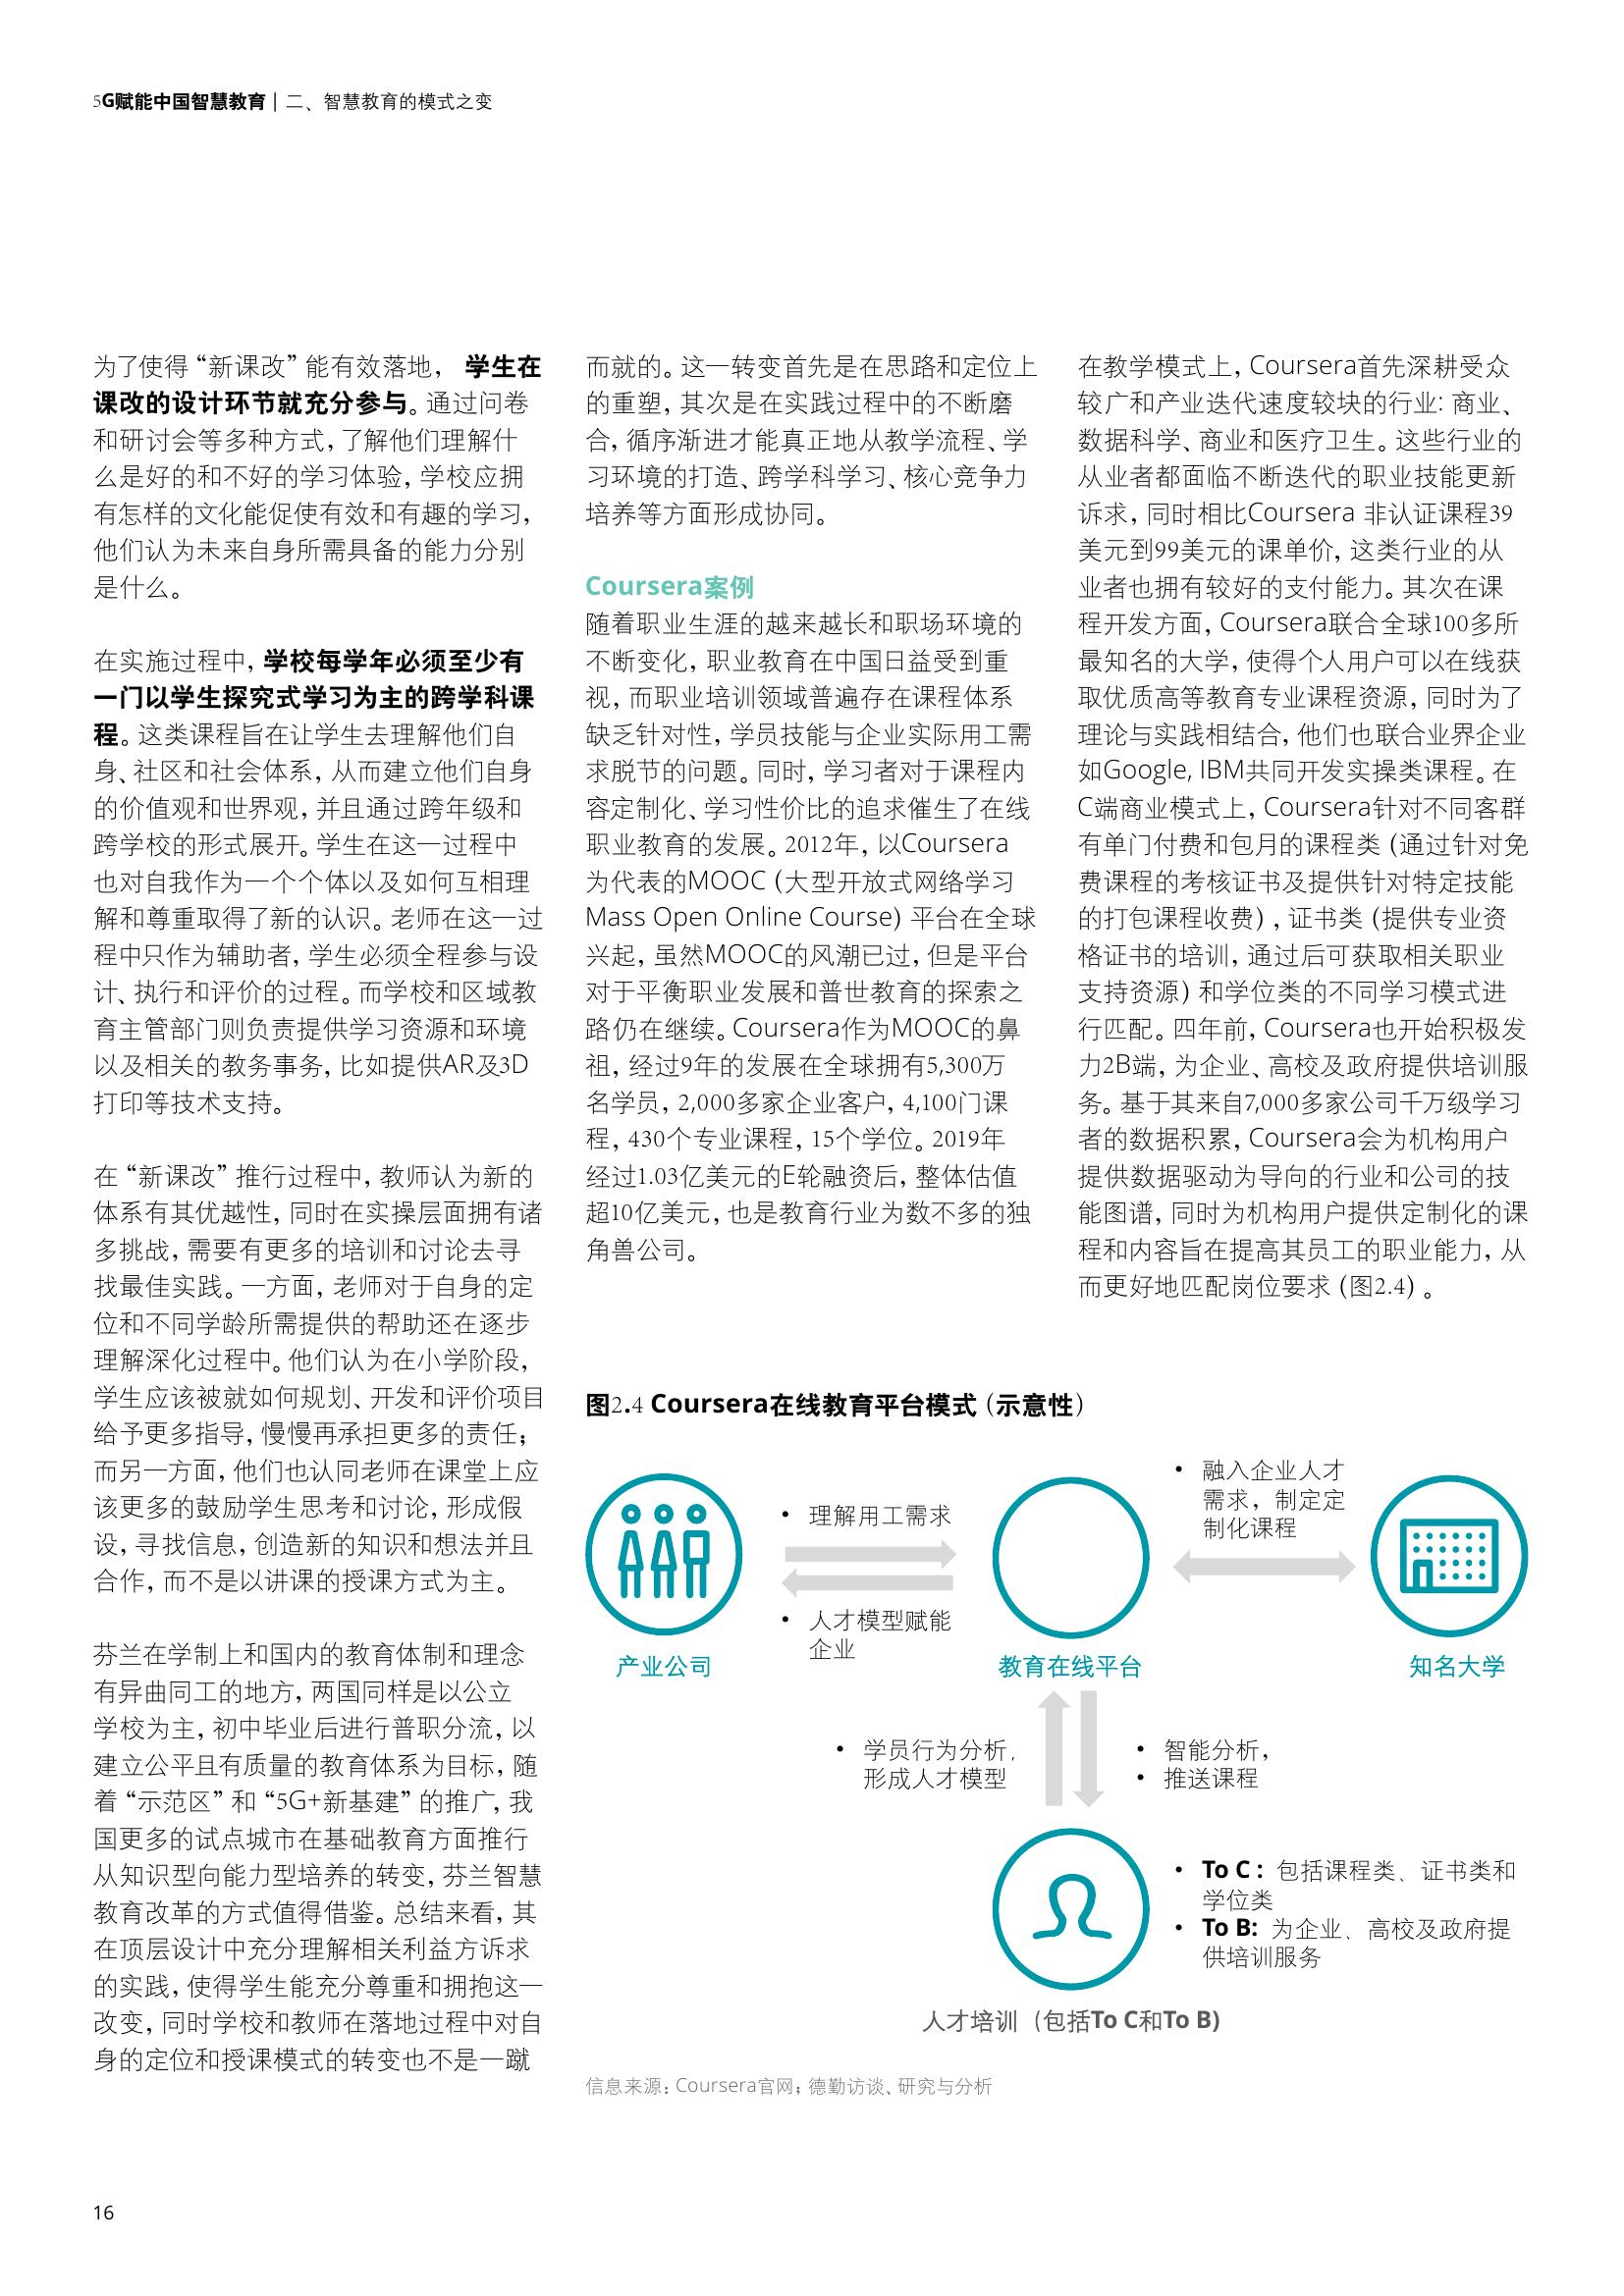 5G赋能中国智慧教育 | 二、智慧教育的模式之变
为了使得“新课改”能有效落地， 学生在
课改的设计环节就充分参与。通过问卷
和研讨会等多种方式，了解他们理解什
么是好的和不好的学习体验，学校应拥
有怎样的文化能促使有效和有趣的学习，
他们认为未来自身所需具备的能力分别
是什么。
在实施过程中，学校每学年必须至少有
一门以学生探究式学习为主的跨学科课
程。这类课程旨在让学生去理解他们自
身、社区和社会体系，从而建立他们自身
的价值观和世界观，并且通过跨年级和
跨学校的形式展开。学生在这一过程中
也对自我作为一个个体以及如何互相理
解和尊重取得了新的认识。老师在这一过
程中只作为辅助者，学生必须全程参与设
计、执行和评价的过程。而学校和区域教
育主管部门则负责提供学习资源和环境
以及相关的教务事务，比如提供AR及3D
打印等技术支持。
在“新课改”推行过程中，教师认为新的
体系有其优越性，同时在实操层面拥有诸
多挑战，需要有更多的培训和讨论去寻
找最佳实践。一方面，老师对于自身的定
位和不同学龄所需提供的帮助还在逐步
理解深化过程中。他们认为在小学阶段，
学生应该被就如何规划、开发和评价项目
给予更多指导，慢慢再承担更多的责任；
而另一方面，他们也认同老师在课堂上应
该更多的鼓励学生思考和讨论，形成假
设，寻找信息，创造新的知识和想法并且
合作，而不是以讲课的授课方式为主。
芬兰在学制上和国内的教育体制和理念
有异曲同工的地方，两国同样是以公立
学校为主，初中毕业后进行普职分流，以
建立公平且有质量的教育体系为目标，随
着“示范区”和“5G+新基建”的推广，我
国更多的试点城市在基础教育方面推行
从知识型向能力型培养的转变，芬兰智慧
教育改革的方式值得借鉴。总结来看，其
在顶层设计中充分理解相关利益方诉求
的实践，使得学生能充分尊重和拥抱这一
改变，同时学校和教师在落地过程中对自
身的定位和授课模式的转变也不是一蹴
而就的。这一转变首先是在思路和定位上
的重塑，其次是在实践过程中的不断磨
合，循序渐进才能真正地从教学流程、学
习环境的打造、跨学科学习、核心竞争力
培养等方面形成协同。
Coursera案例
随着职业生涯的越来越长和职场环境的
不断变化，职业教育在中国日益受到重
视，而职业培训领域普遍存在课程体系
缺乏针对性，学员技能与企业实际用工需
求脱节的问题。同时，学习者对于课程内
容定制化、学习性价比的追求催生了在线
职业教育的发展。2012年，以Coursera
为代表的MOOC（大型开放式网络学习
Mass Open Online Course）平台在全球
兴起，虽然MOOC的风潮已过，但是平台
对于平衡职业发展和普世教育的探索之
路仍在继续。Coursera作为MOOC的鼻
祖，经过9年的发展在全球拥有5,300万
名学员，2,000多家企业客户，4,100门课
程，430个专业课程，15个学位。2019年
经过1.03亿美元的E轮融资后，整体估值
超10亿美元，也是教育行业为数不多的独
角兽公司。
在教学模式上，Coursera首先深耕受众
较广和产业迭代速度较块的行业：商业、
数据科学、商业和医疗卫生。这些行业的
从业者都面临不断迭代的职业技能更新
诉求，同时相比Coursera 非认证课程39
美元到99美元的课单价，这类行业的从
业者也拥有较好的支付能力。其次在课
程开发方面，Coursera联合全球100多所
最知名的大学，使得个人用户可以在线获
取优质高等教育专业课程资源，同时为了
理论与实践相结合，他们也联合业界企业
如Google, IBM共同开发实操类课程。在
C端商业模式上，Coursera针对不同客群
有单门付费和包月的课程类（通过针对免
费课程的考核证书及提供针对特定技能
的打包课程收费），证书类（提供专业资
格证书的培训，通过后可获取相关职业
支持资源）和学位类的不同学习模式进
行匹配。四年前，Coursera也开始积极发
力2B端，为企业、高校及政府提供培训服
务。基于其来自7,000多家公司千万级学习
者的数据积累，Coursera会为机构用户
提供数据驱动为导向的行业和公司的技
能图谱，同时为机构用户提供定制化的课
程和内容旨在提高其员工的职业能力，从
而更好地匹配岗位要求（图2.4）。
图2.4 Coursera在线教育平台模式（示意性）
• 理解用工需求
• 人才模型赋能
企业
• 融入企业人才
需求，制定定
制化课程
产业公司
教育在线平台
知名大学
• 学员行为分析，
形成人才模型
• 智能分析，
• 推送课程
• To C：包括课程类、证书类和
学位类
• To B: 为企业、高校及政府提
供培训服务
人才培训（包括To C和To B)
信息来源：Coursera官网；德勤访谈、研究与分析
16